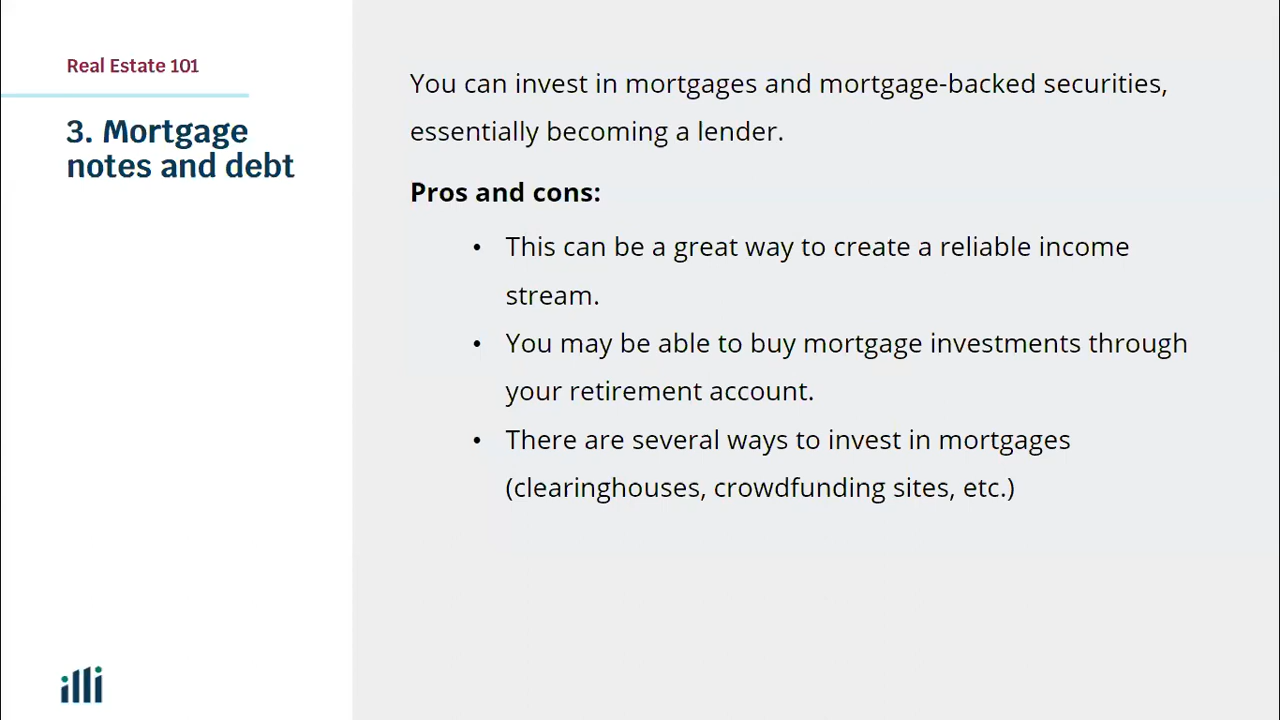 Real Estate 101
3. Mortgage
notes and debt
You can invest in mortgages and mortgage-backed securities,
essentially becoming a lender.
Pros and cons:
• This can be a great way to create a reliable income
stream.
• You may be able to buy mortgage investments through
your retirement account.
• There are several ways to invest in mortgages
(clearinghouses, crowdfunding sites, etc.)
illi